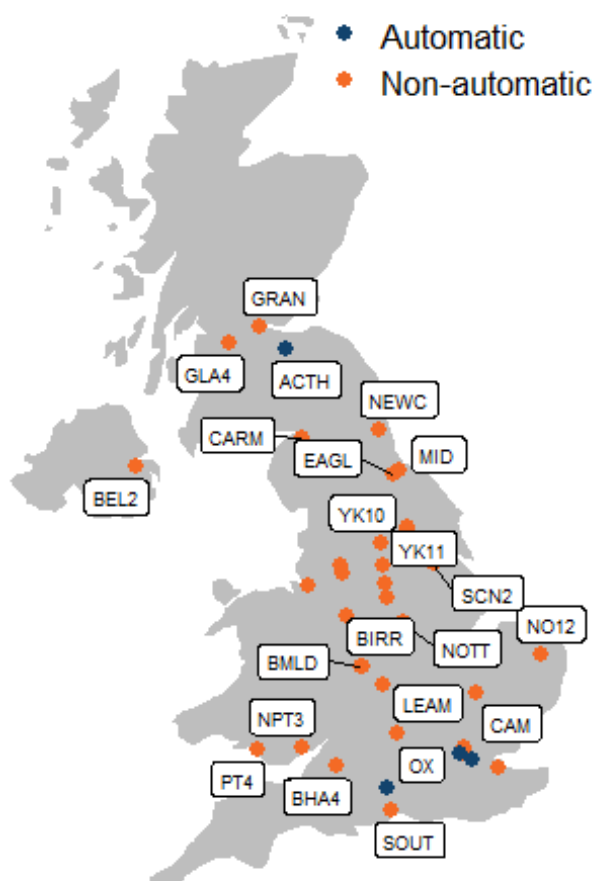 Automatic
Non-automatic
GRAN
GLA4
ACTH
NEWC
CARM
EAGL
MID
BEL2
YK10
YK11
SCN2
NO12
BIRR
NOTT
BMLD
LEAM
NPT3
CAM
OX
PT4
BHA4
SOUT